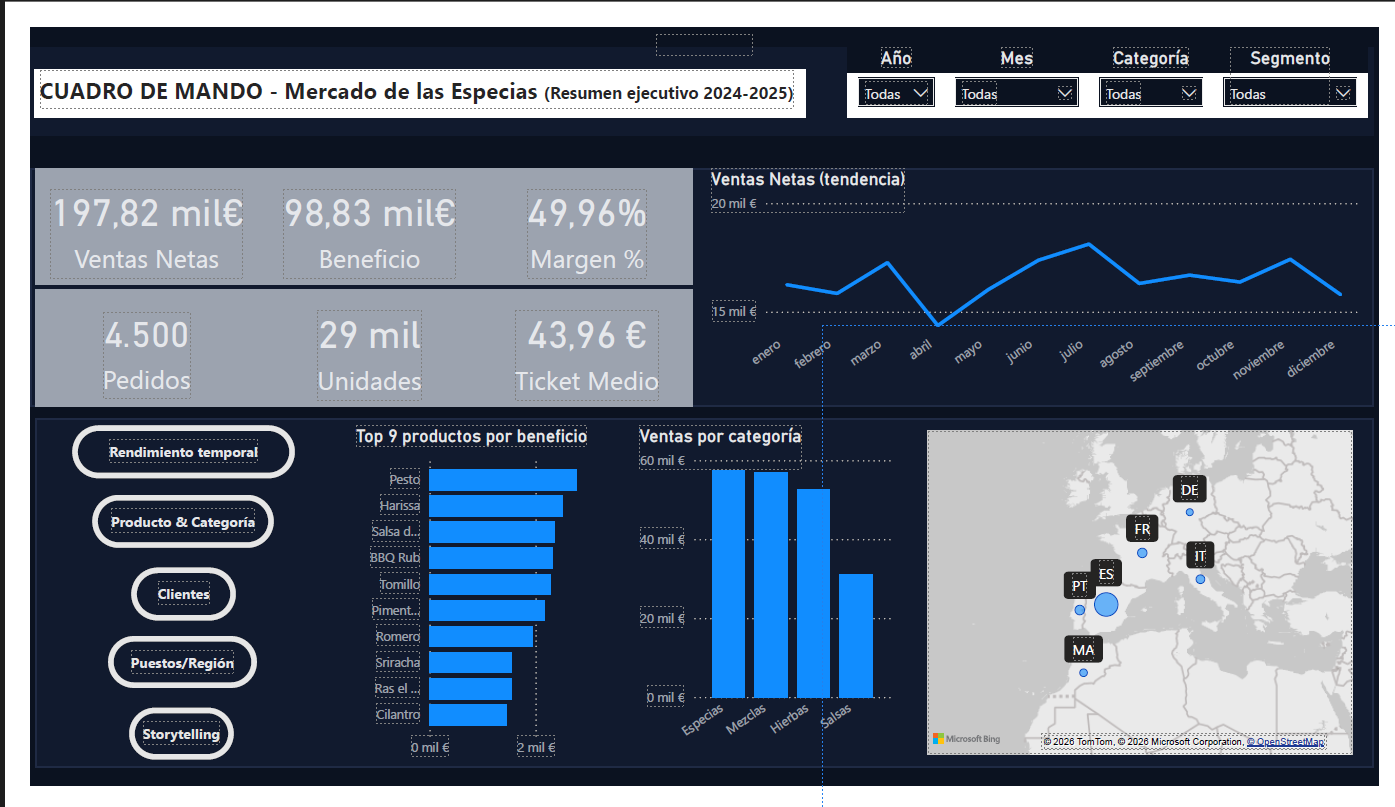 Año
Mes
Categoría
Segmento
CUADRO DE MANDO - Mercado de las Especias (Resumen ejecutivo 2024-2025)
Todas
Todas
Todas
Todas
197,82 mil€
98,83 mil€
49,96%
Ventas Netas
Beneficio
Margen %
4.500
29 mil
43,96 €
Pedidos
Unidades
Ticket Medio
Ventas Netas (tendencia)
20 mil €
15 mil €
enero
febrero
marzo
abril
mayo
junio
julio
agosto
septiembre
octubre
noviembre
diciembre
Rendimiento temporal
Producto & Categoría
Clientes
Puestos/Región
Storytelling
Top 9 productos por beneficio
Pesto
Harissa
Salsa d...
BBQ Rub
Tomillo
Piment...
Romero
Sriracha
Ras el ...
Cilantro
0 mil €
2 mil €
Ventas por categoría
60 mil €
40 mil €
20 mil €
0 mil €
Especias
Mezclas
Hierbas
Salsas
DE
FR
IT
ES
PT
MA
Microsoft Bing
© 2026 TomTom, © 2026 Microsoft Corporation, © OpenStreetMap